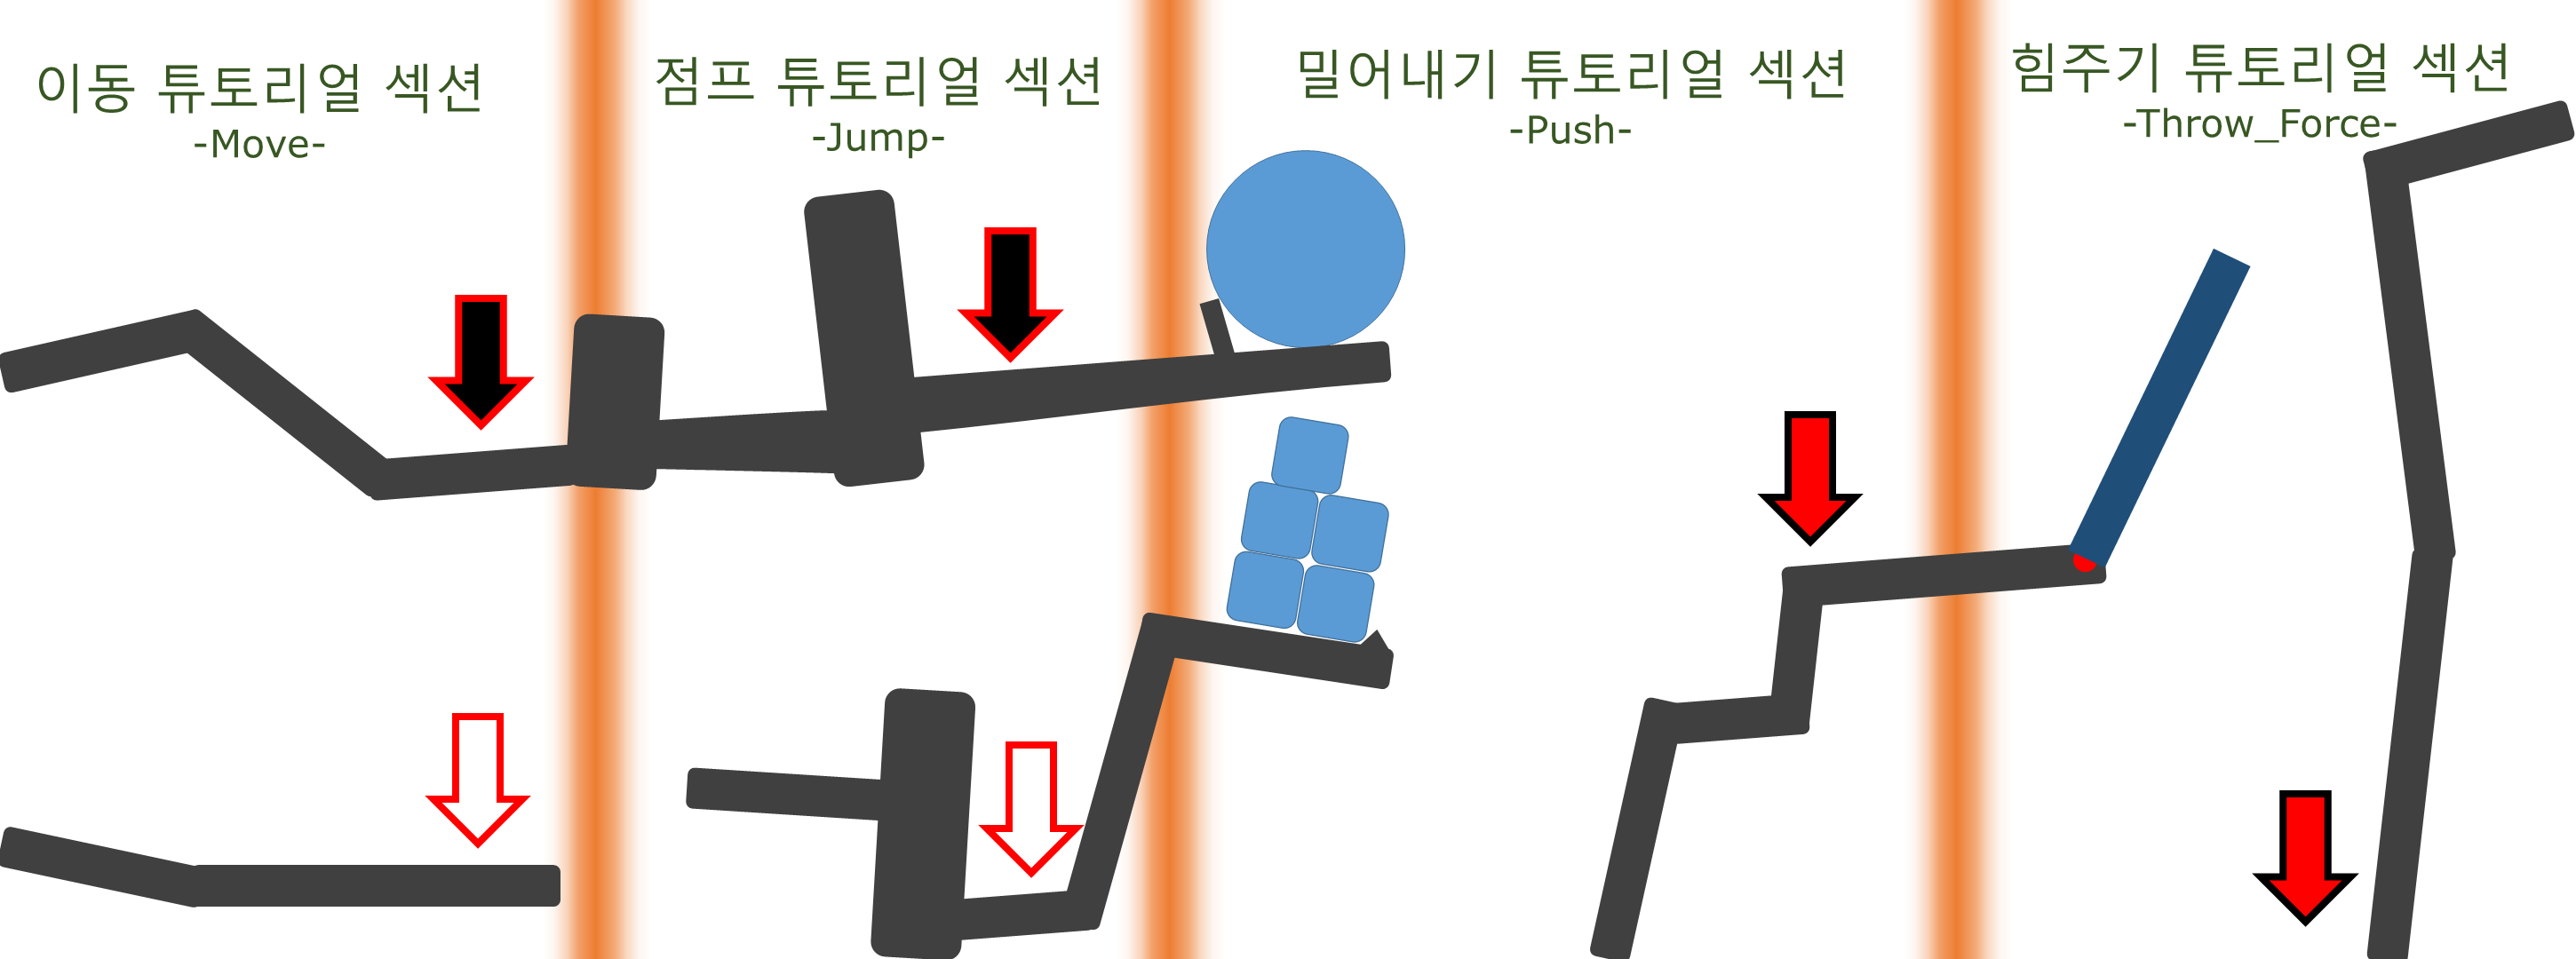 이동 튜토리얼 섹션
-Move-
점프 튜토리얼 섹션
-Jump-
밀어내기 튜토리얼 섹션
-Push-
힘주기 튜토리얼 섹션
-Throw_Force-